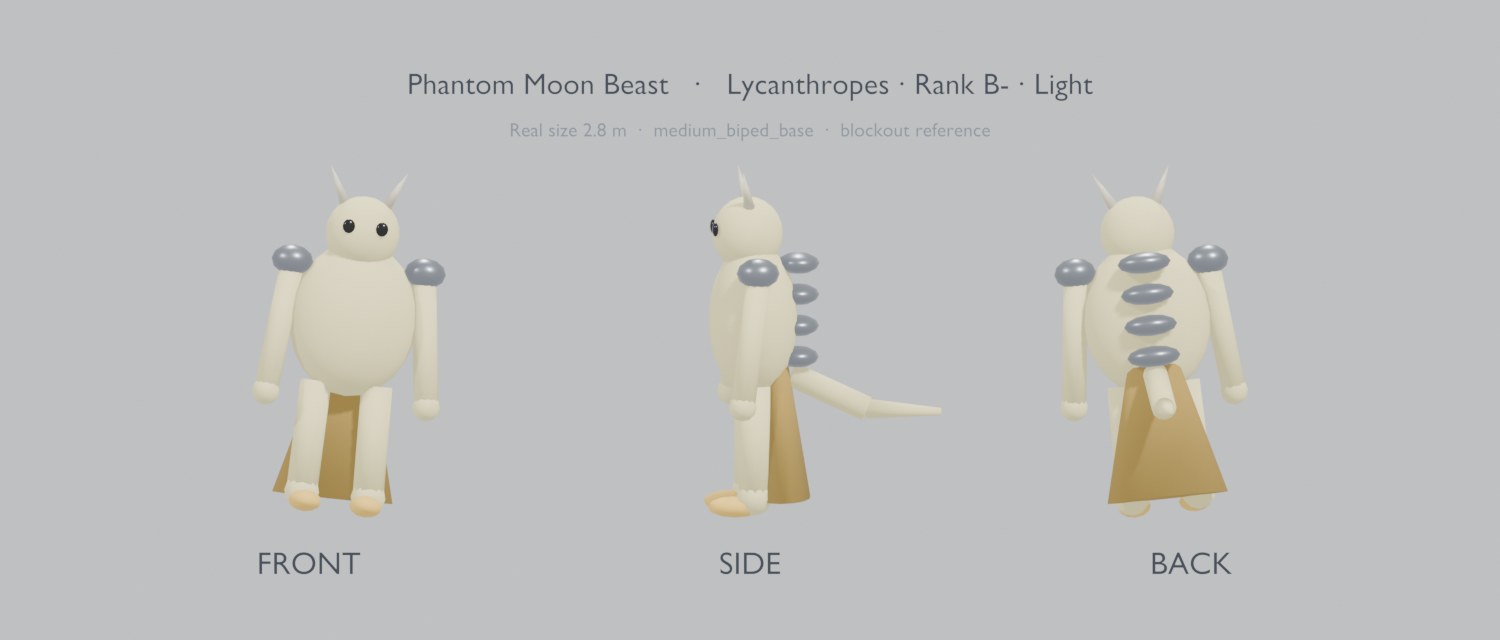 Phantom Moon Beast · Lycanthropes · Rank B- · Light
Real size 2.8 m · medium_biped_base · blockout reference
FRONT
SIDE
BACK